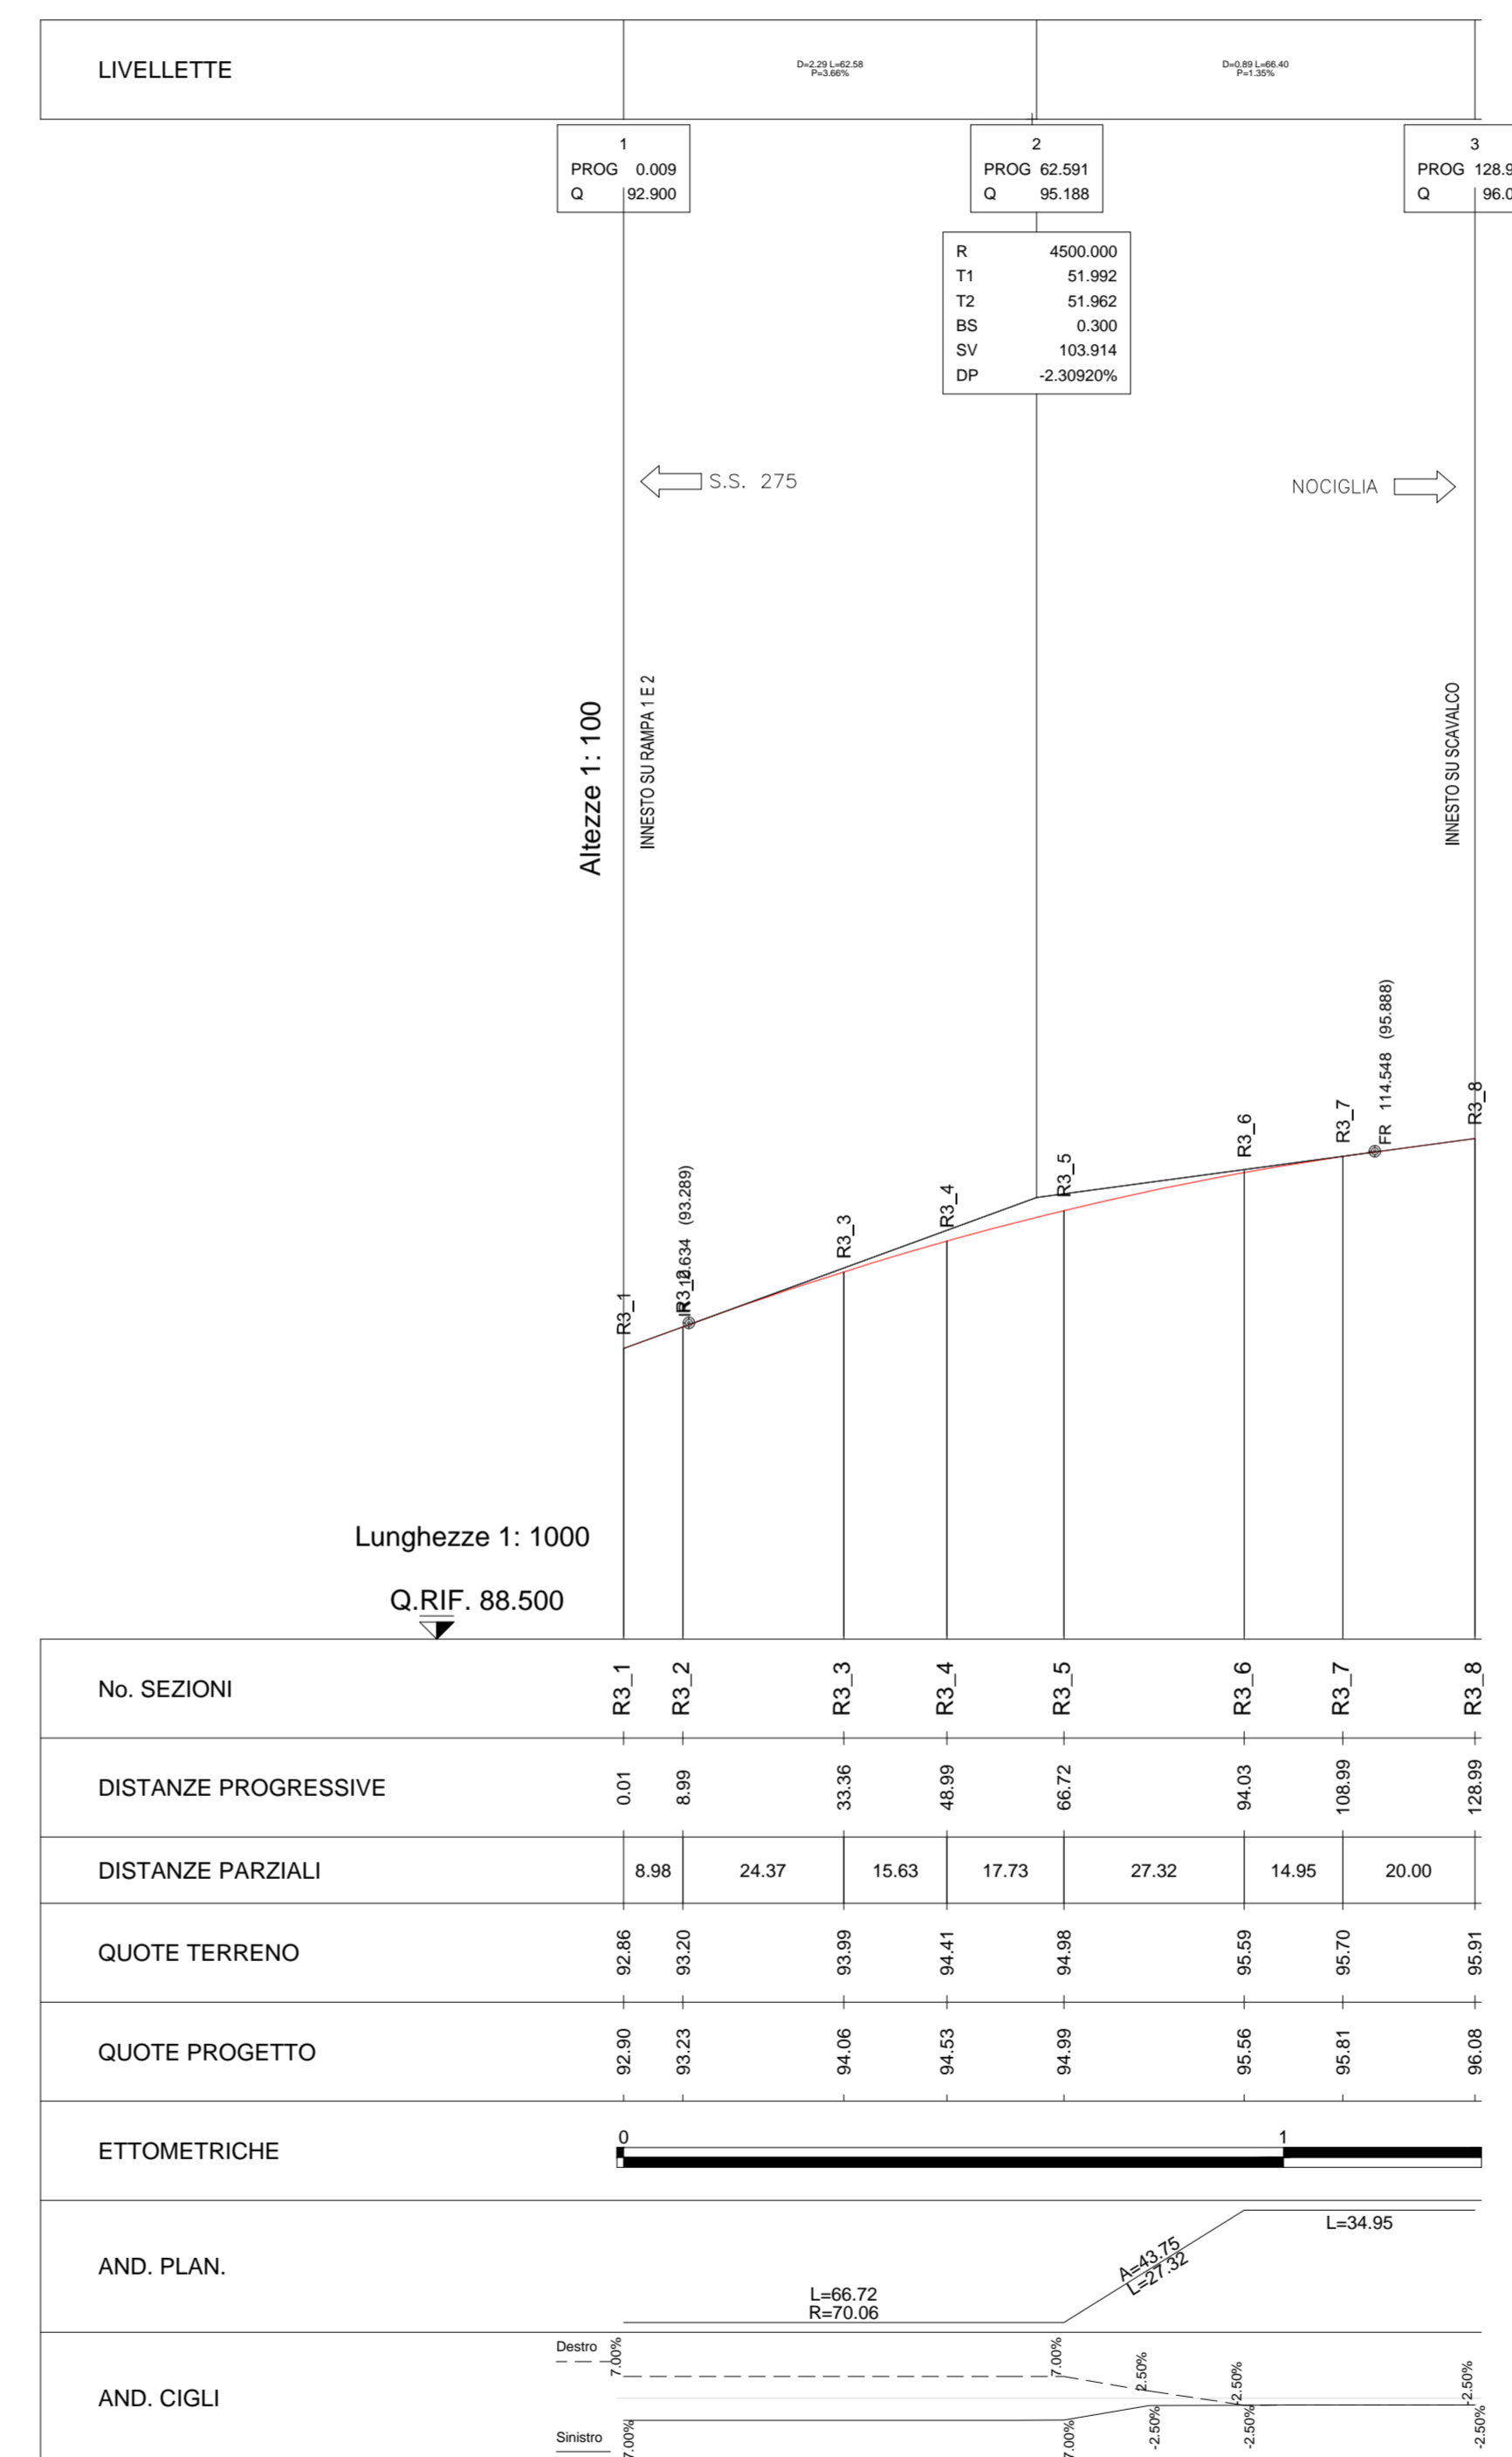 LIVELLETTE
D=2.29 L=62.58
P=3.66%
D=0.89 L=66.40
P=1.35%
1
PROG 0.009
Q 92.900
2
PROG 62.591
Q 95.188
3
PROG 128.9
Q 96.0
R 4500.000
T1 51.992
T2 51.962
BS 0.300
SV 103.914
DP -2.30920%
S.S. 275
NOCIGLIA
Altezze 1: 100
INNESTO SU RAMPA 1 E 2
INNESTO SU SCAVALCO
R3_1
R3_2
(93.289)
R3_3
R3_4
R3_5
R3_6
R3_7
FR 114.548 (95.888)
R3_8
Lunghezze 1: 1000
Q.RIF. 88.500
No. SEZIONI
R3_1 R3_2 R3_3 R3_4 R3_5 R3_6 R3_7 R3_8
DISTANZE PROGRESSIVE
0.01 8.99 33.36 48.99 66.72 94.03 108.99 128.99
DISTANZE PARZIALI
8.98 24.37 15.63 17.73 27.32 14.95 20.00
QUOTE TERRENO
92.86 93.20 93.99 94.41 94.98 95.59 95.70 95.91
QUOTE PROGETTO
92.90 93.23 94.06 94.53 94.99 95.56 95.81 96.08
ETTOMETRICHE
0 1
AND. PLAN.
L=66.72
R=70.06
A=43.75
L=27.32
L=34.95
AND. CIGLI
Destro
7.00% 7.00% 2.50% -2.50% -2.50%
Sinistro
7.00% 7.00% -2.50% -2.50% -2.50%